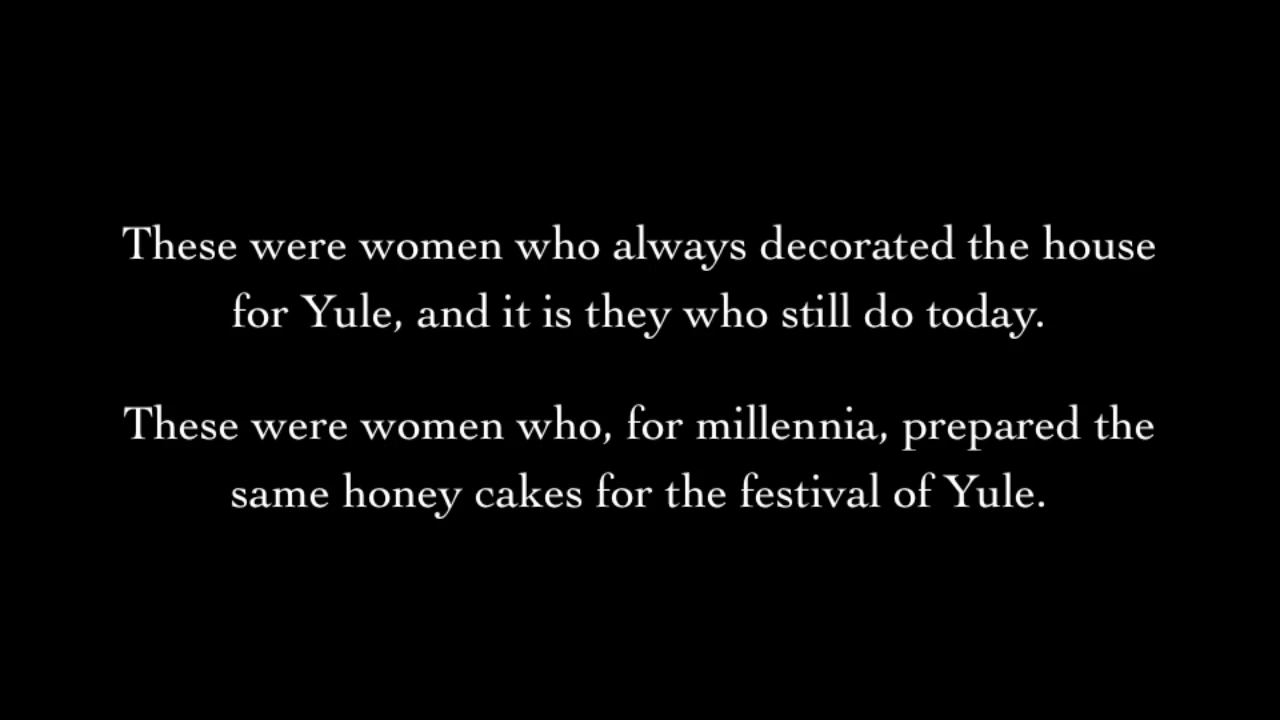 These were women who always decorated the house
for Yule, and it is they who still do today.
These were women who, for millennia, prepared the
same honey cakes for the festival of Yule.